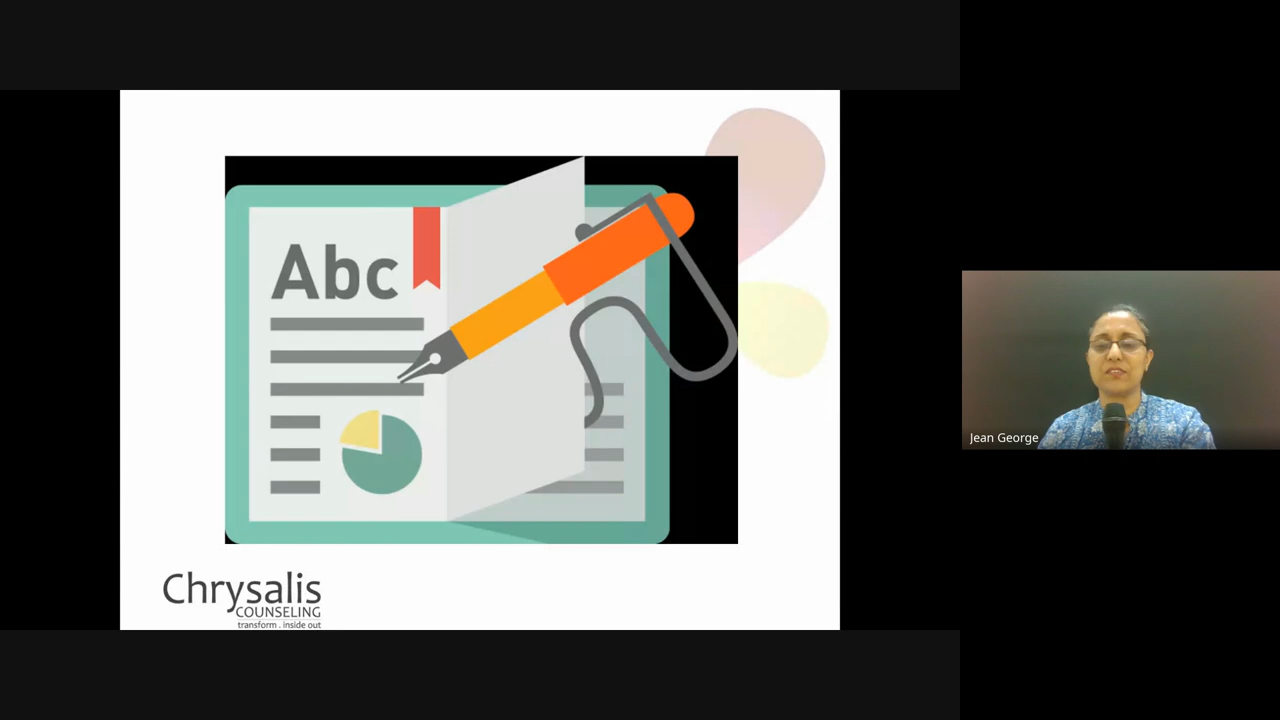 Abc
Chrysalis
COUNSELING
transform . inside out
Jean George